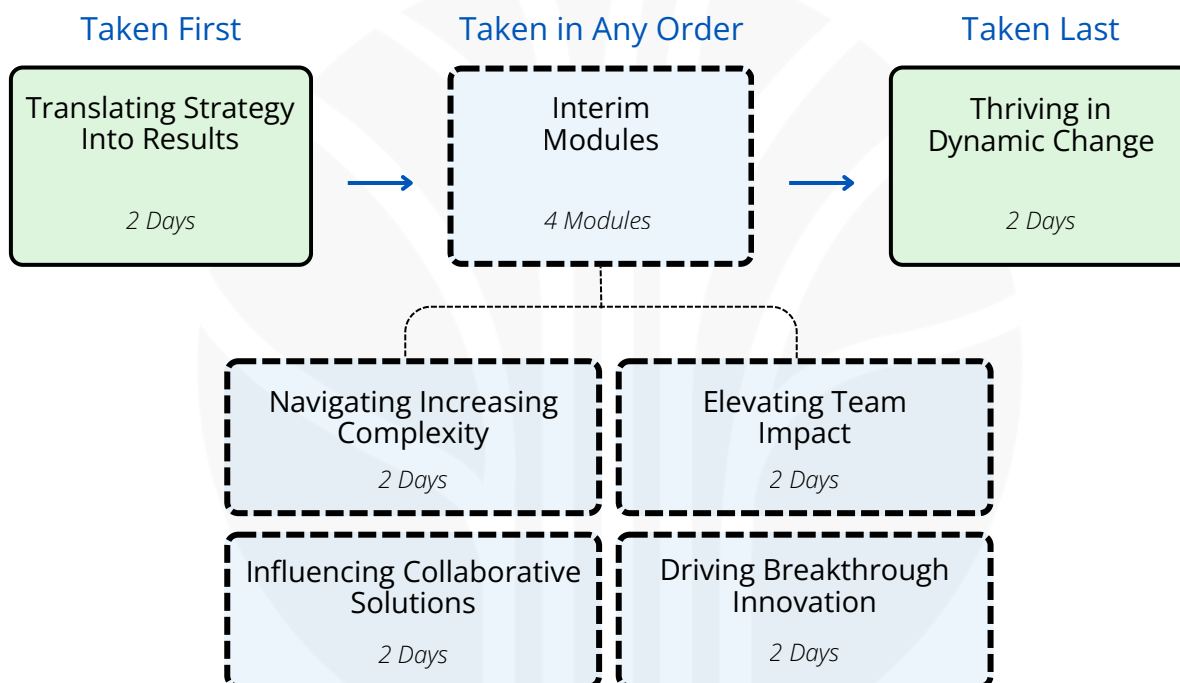 Taken First
Taken in Any Order
Taken Last
Translating Strategy
Into Results
2 Days
Interim
Modules
4 Modules
Thriving in
Dynamic Change
2 Days
Navigating Increasing
Complexity
2 Days
Elevating Team
Impact
2 Days
Influencing Collaborative
Solutions
2 Days
Driving Breakthrough
Innovation
2 Days